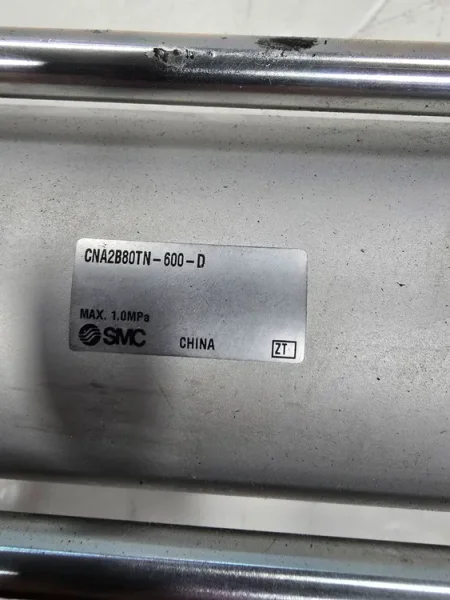 CNA2B80TN-600-D
MAX. 1.0MPa
SMC CHINA ZT